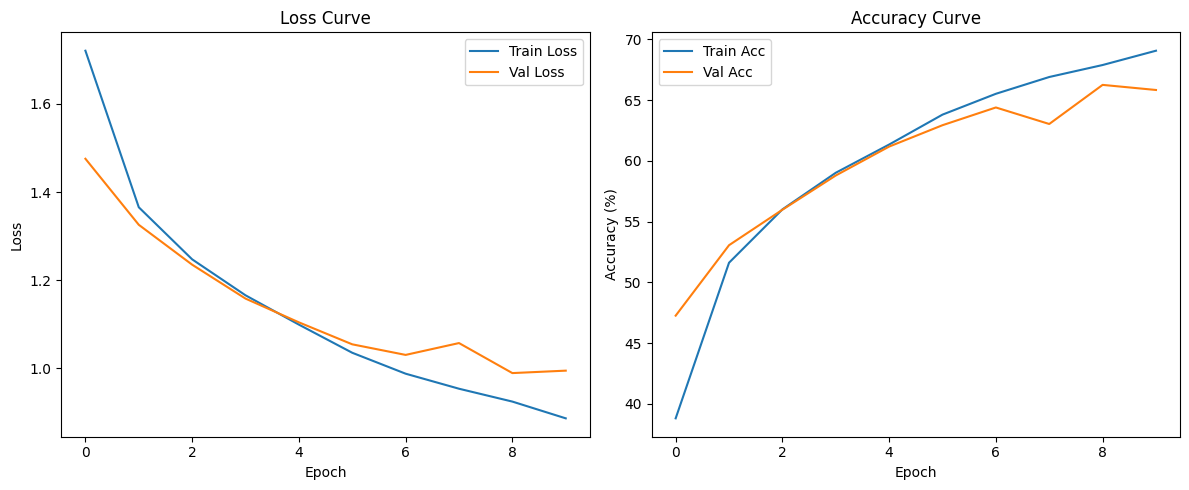 Loss Curve
Train Loss
Val Loss
1.6
1.4
1.2
1.0
Loss
0 2 4 6 8
Epoch
Accuracy Curve
Train Acc
Val Acc
70
65
60
55
50
45
40
Accuracy (%)
0 2 4 6 8
Epoch